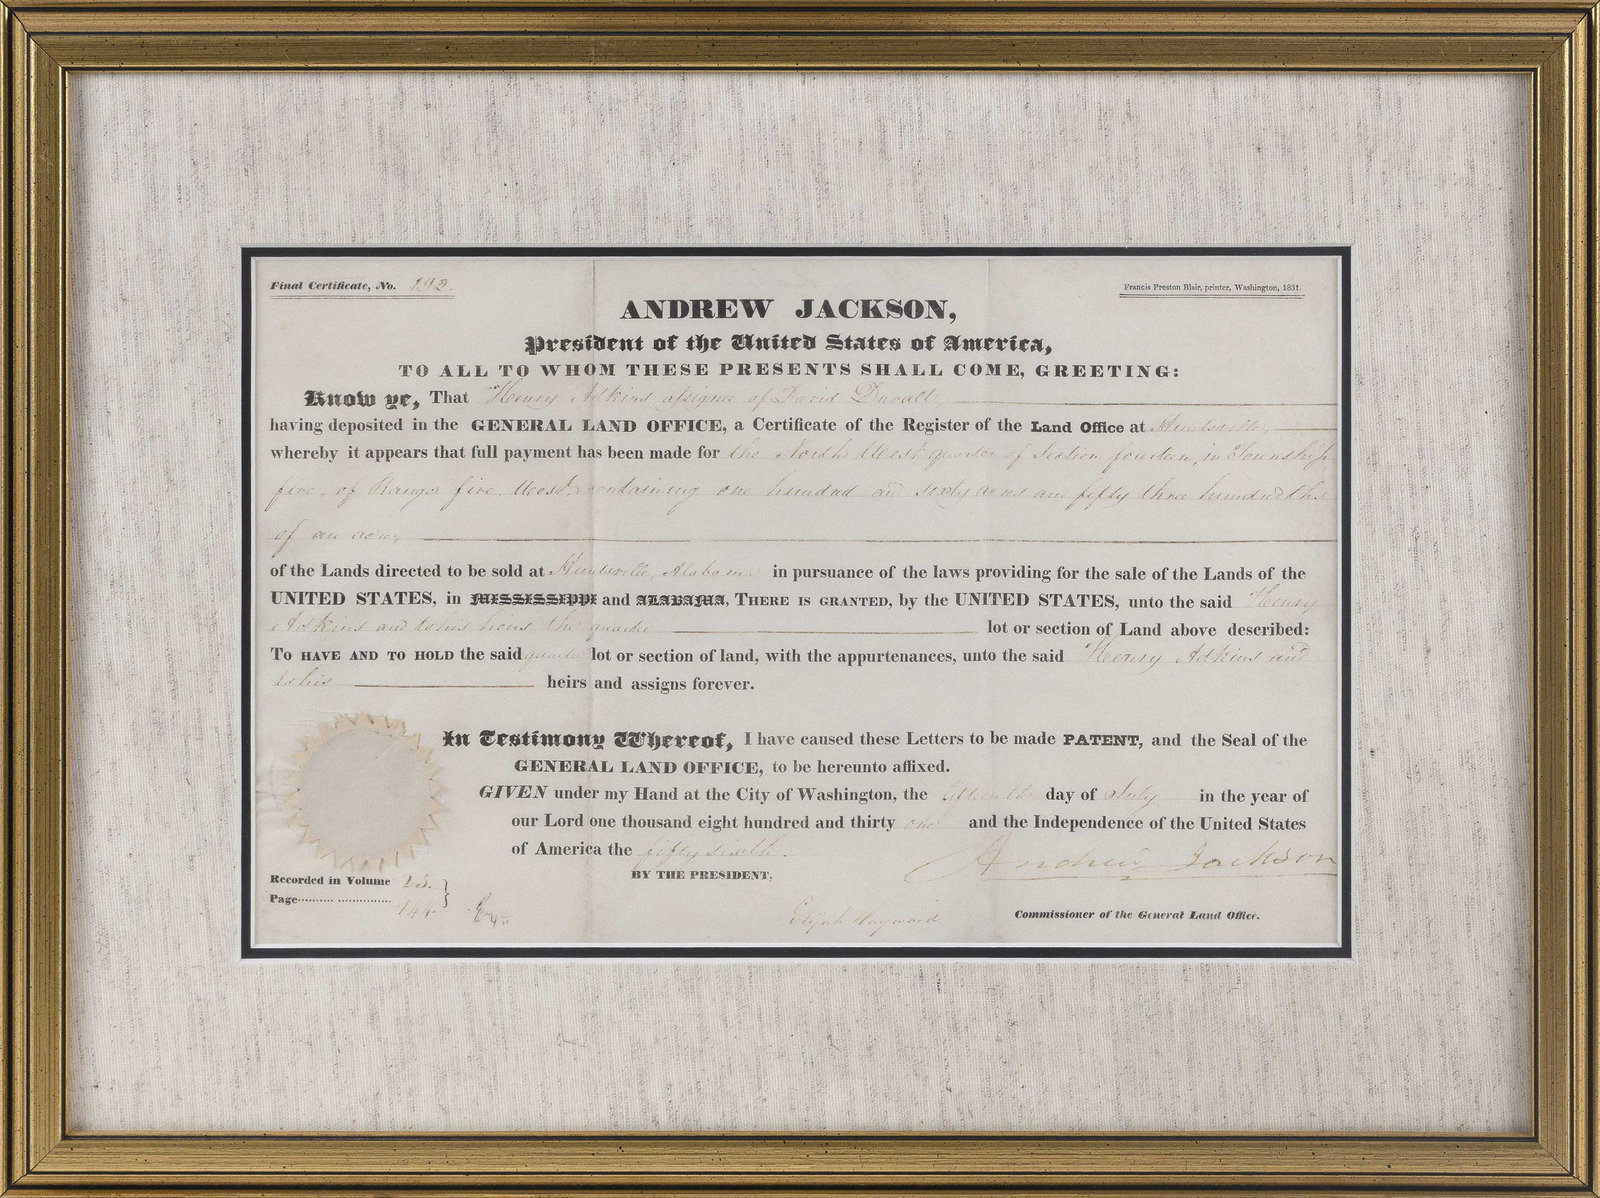 Final Certificate, No. 192.
Francis Preston Blair, printer, Washington, 1831.
ANDREW JACKSON,
President of the United States of America,
TO ALL TO WHOM THESE PRESENTS SHALL COME, GREETING:
Know ye, That Henry Adkins assignee of David Duvall,
having deposited in the GENERAL LAND OFFICE, a Certificate of the Register of the Land Office at Huntsville,
whereby it appears that full payment has been made for the North West quarter of Section fourteen, in Township
five, of Range five, West, containing one hundred and sixty acres and fifty three hundredths
of an acre,
of the Lands directed to be sold at Huntsville, Alabama in pursuance of the laws providing for the sale of the Lands of the
UNITED STATES, in MISSISSIPPI and ALABAMA, THERE IS GRANTED, by the UNITED STATES, unto the said Henry
Adkins and to his heirs the quarter lot or section of Land above described:
TO HAVE AND TO HOLD the said quarter lot or section of land, with the appurtenances, unto the said Henry Adkins and
to his heirs and assigns forever.
In Testimony Whereof, I have caused these Letters to be made PATENT, and the Seal of the
GENERAL LAND OFFICE, to be hereunto affixed.
GIVEN under my Hand at the City of Washington, the fifteenth day of July in the year of
our Lord one thousand eight hundred and thirty one and the Independence of the United States
of America the fifty sixth.
Andrew Jackson
BY THE PRESIDENT,
Recorded in Volume
Page
Elijah Hayward Commissioner of the General Land Office.